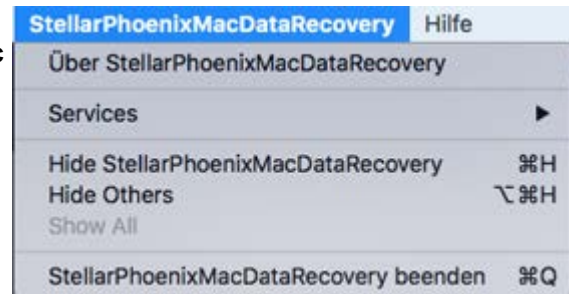 StellarPhoenixMacDataRecovery Hilfe
Über StellarPhoenixMacDataRecovery
Services ▶
Hide StellarPhoenixMacDataRecovery ⌘H
Hide Others ⌥⌘H
Show All
StellarPhoenixMacDataRecovery beenden ⌘Q